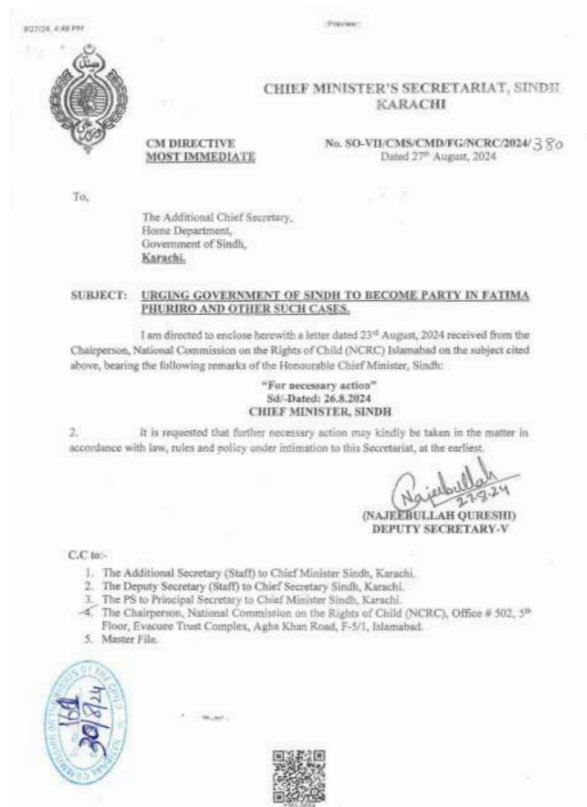 8/27/24, 4:48 PM
::Preview::
CHIEF MINISTER'S SECRETARIAT, SINDH
KARACHI
CM DIRECTIVE
MOST IMMEDIATE
No. SO-VII/CMS/CMD/FG/NCRC/2024/380
Dated 27th August, 2024
To,
The Additional Chief Secretary,
Home Department,
Government of Sindh,
Karachi.
SUBJECT: URGING GOVERNMENT OF SINDH TO BECOME PARTY IN FATIMA
PHURIRO AND OTHER SUCH CASES.
I am directed to enclose herewith a letter dated 23rd August, 2024 received from the
Chairperson, National Commission on the Rights of Child (NCRC) Islamabad on the subject cited
above, bearing the following remarks of the Honourable Chief Minister, Sindh:
"For necessary action"
Sd/-Dated: 26.8.2024
CHIEF MINISTER, SINDH
2. It is requested that further necessary action may kindly be taken in the matter in
accordance with law, rules and policy under intimation to this Secretariat, at the earliest.
Najeebullah
27.8.24
(NAJEEBULLAH QURESHI)
DEPUTY SECRETARY-V
C.C to:-
1. The Additional Secretary (Staff) to Chief Minister Sindh, Karachi.
2. The Deputy Secretary (Staff) to Chief Secretary Sindh, Karachi.
3. The PS to Principal Secretary to Chief Minister Sindh, Karachi.
4. The Chairperson, National Commission on the Rights of Child (NCRC), Office # 502, 5th
Floor, Evacuee Trust Complex, Agha Khan Road, F-5/1, Islamabad.
5. Master File.
NATIONAL COMMISSION ON THE RIGHTS OF THE CHILD
161
30/8/24